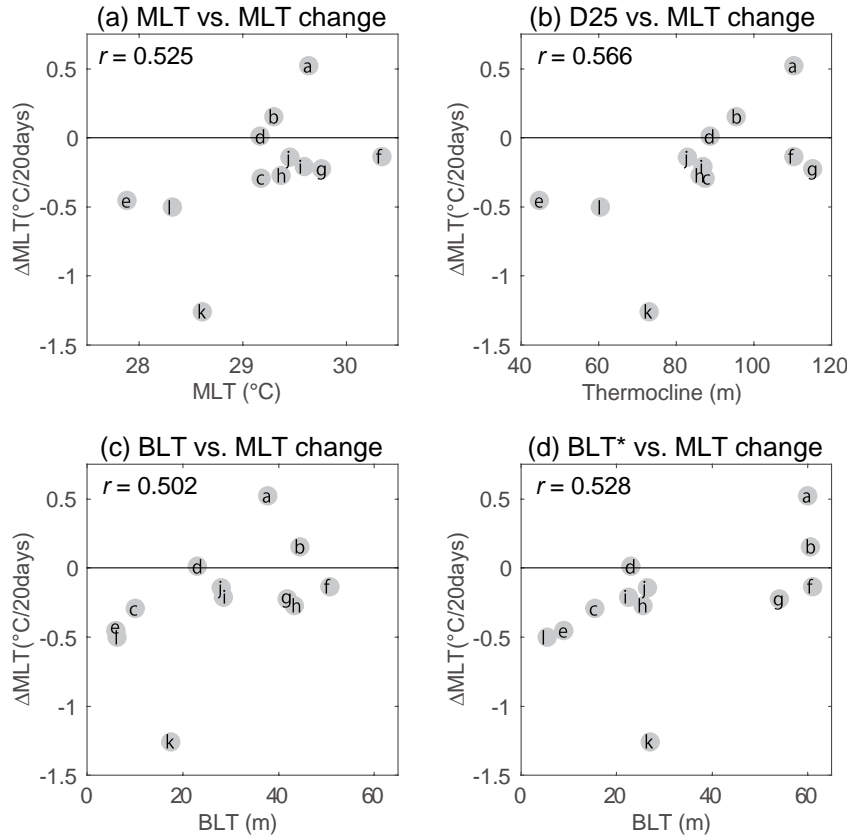 (a) MLT vs. MLT change
r = 0.525
ΔMLT(°C/20days)
0.5
0
-0.5
-1
-1.5
a
b
d
j
i
f
g
h
c
e
l
k
28
29
30
MLT (°C)
(b) D25 vs. MLT change
r = 0.566
ΔMLT(°C/20days)
0.5
0
-0.5
-1
-1.5
a
b
d
j
f
i
g
h
c
e
l
k
40
60
80
100
120
Thermocline (m)
(c) BLT vs. MLT change
r = 0.502
ΔMLT(°C/20days)
0.5
0
-0.5
-1
-1.5
a
b
d
f
j
i
g
h
c
e
l
k
0
20
40
60
BLT (m)
(d) BLT* vs. MLT change
r = 0.528
ΔMLT(°C/20days)
0.5
0
-0.5
-1
-1.5
a
b
d
f
j
i
g
h
c
e
l
k
0
20
40
60
BLT (m)